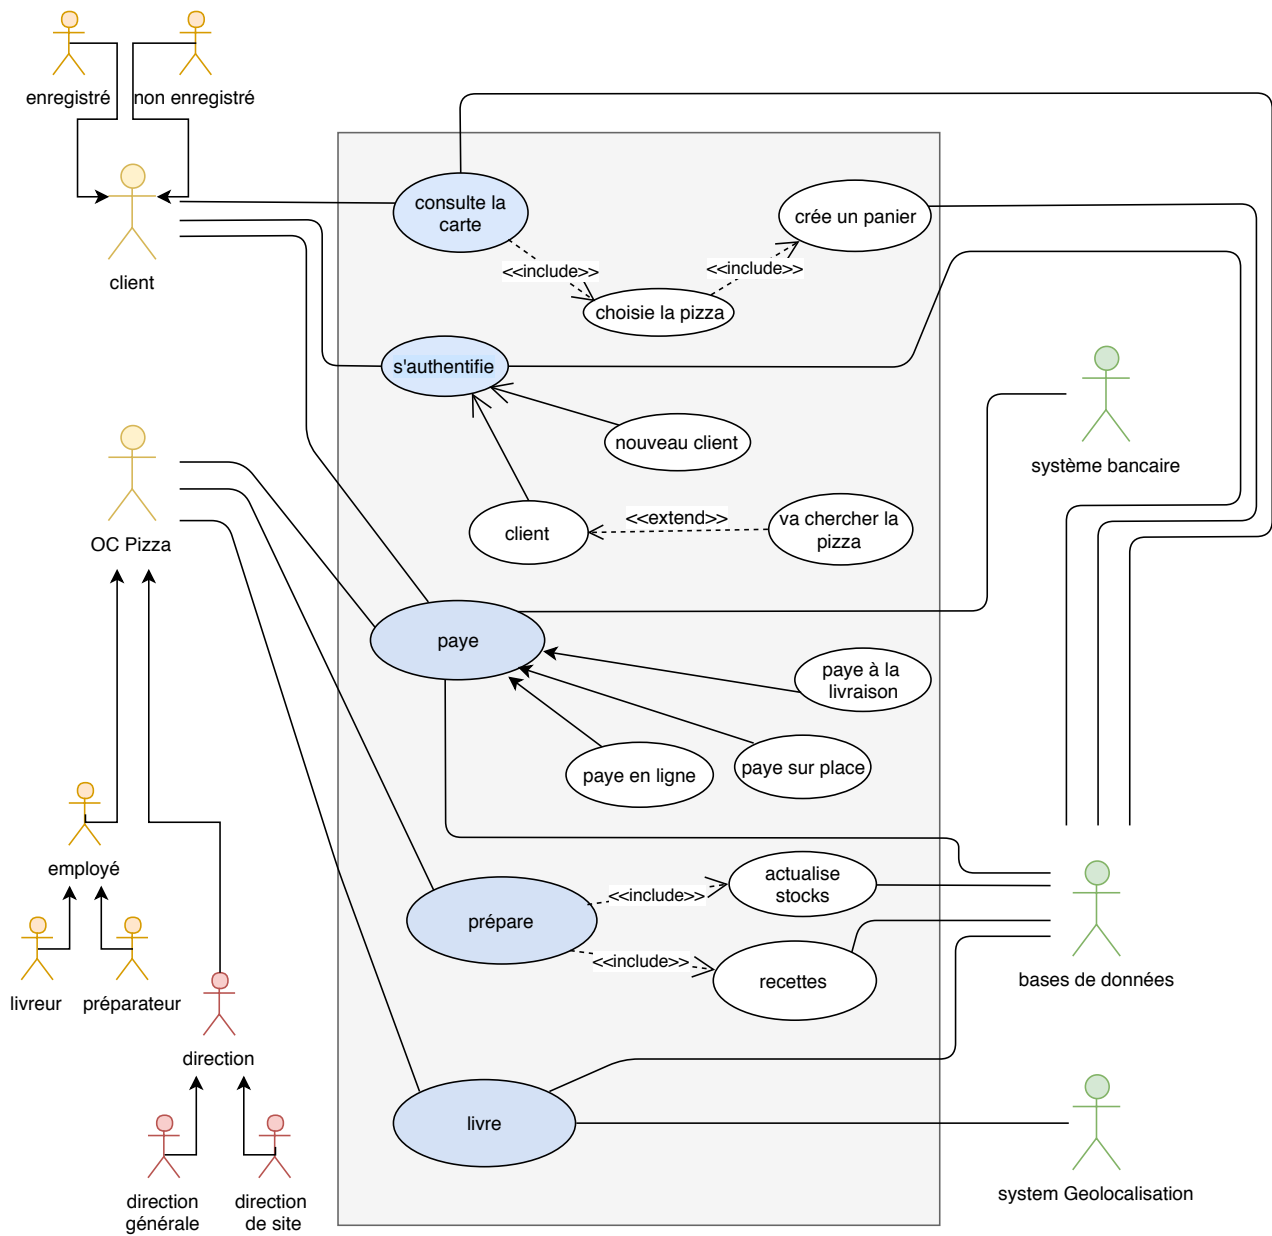 enregistré
non enregistré
client
consulte la
carte
crée un panier
<<include>>
<<include>>
choisie la pizza
s'authentifie
nouveau client
système bancaire
OC Pizza
client
<<extend>>
va chercher la
pizza
paye
paye à la
livraison
paye en ligne
paye sur place
employé
actualise
stocks
<<include>>
prépare
<<include>>
recettes
bases de données
livreur
préparateur
direction
livre
system Geolocalisation
direction
générale
direction
de site